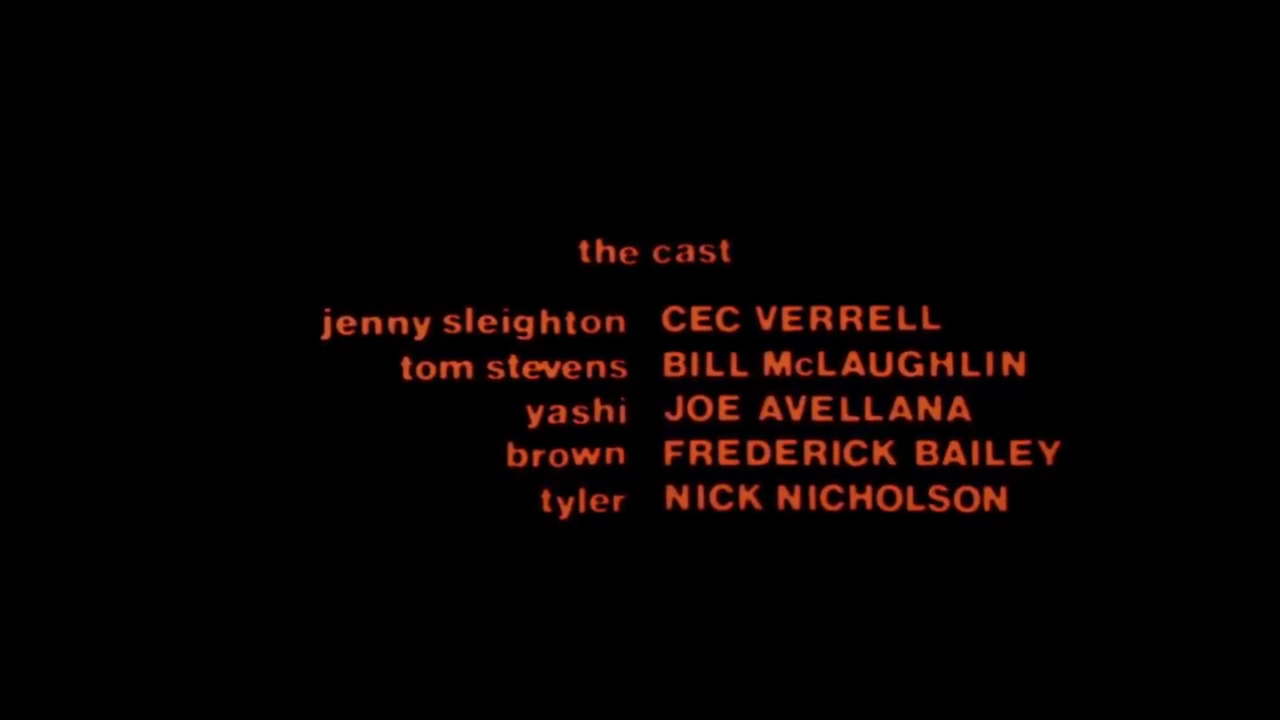 the cast
jenny sleighton CEC VERRELL
tom stevens BILL McLAUGHLIN
yashi JOE AVELLANA
brown FREDERICK BAILEY
tyler NICK NICHOLSON